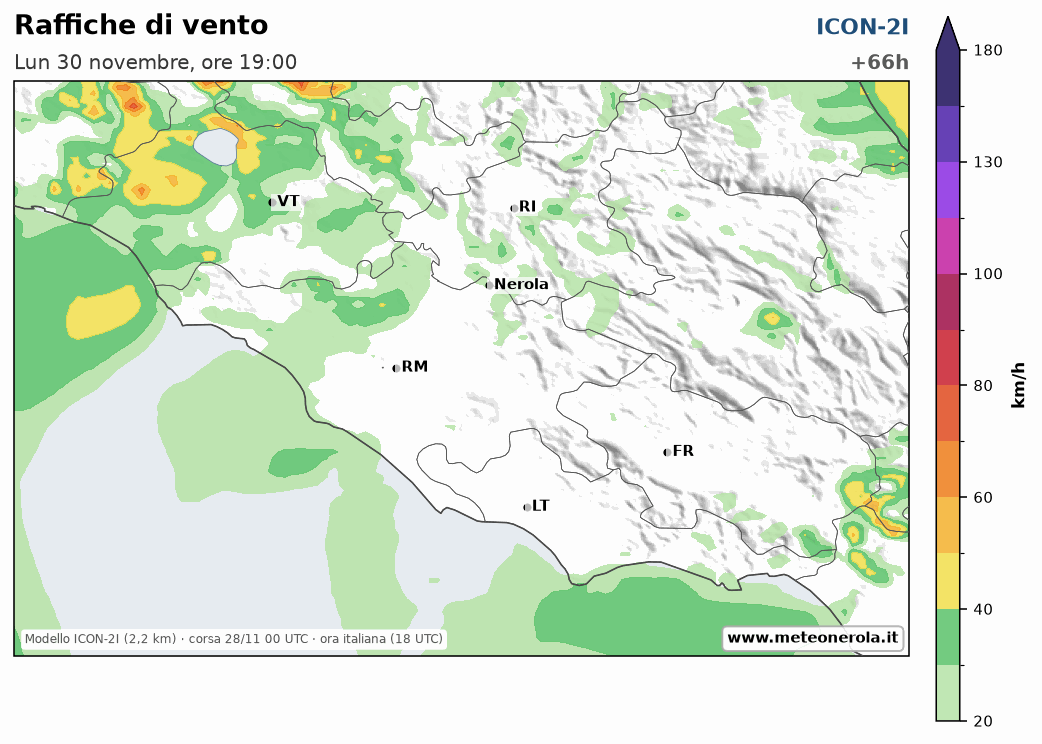 Raffiche di vento
ICON-2I
Lun 30 novembre, ore 19:00
+66h
180
130
100
80
60
40
20
km/h
VT
RI
Nerola
RM
FR
LT
Modello ICON-2I (2,2 km) · corsa 28/11 00 UTC · ora italiana (18 UTC)
www.meteonerola.it